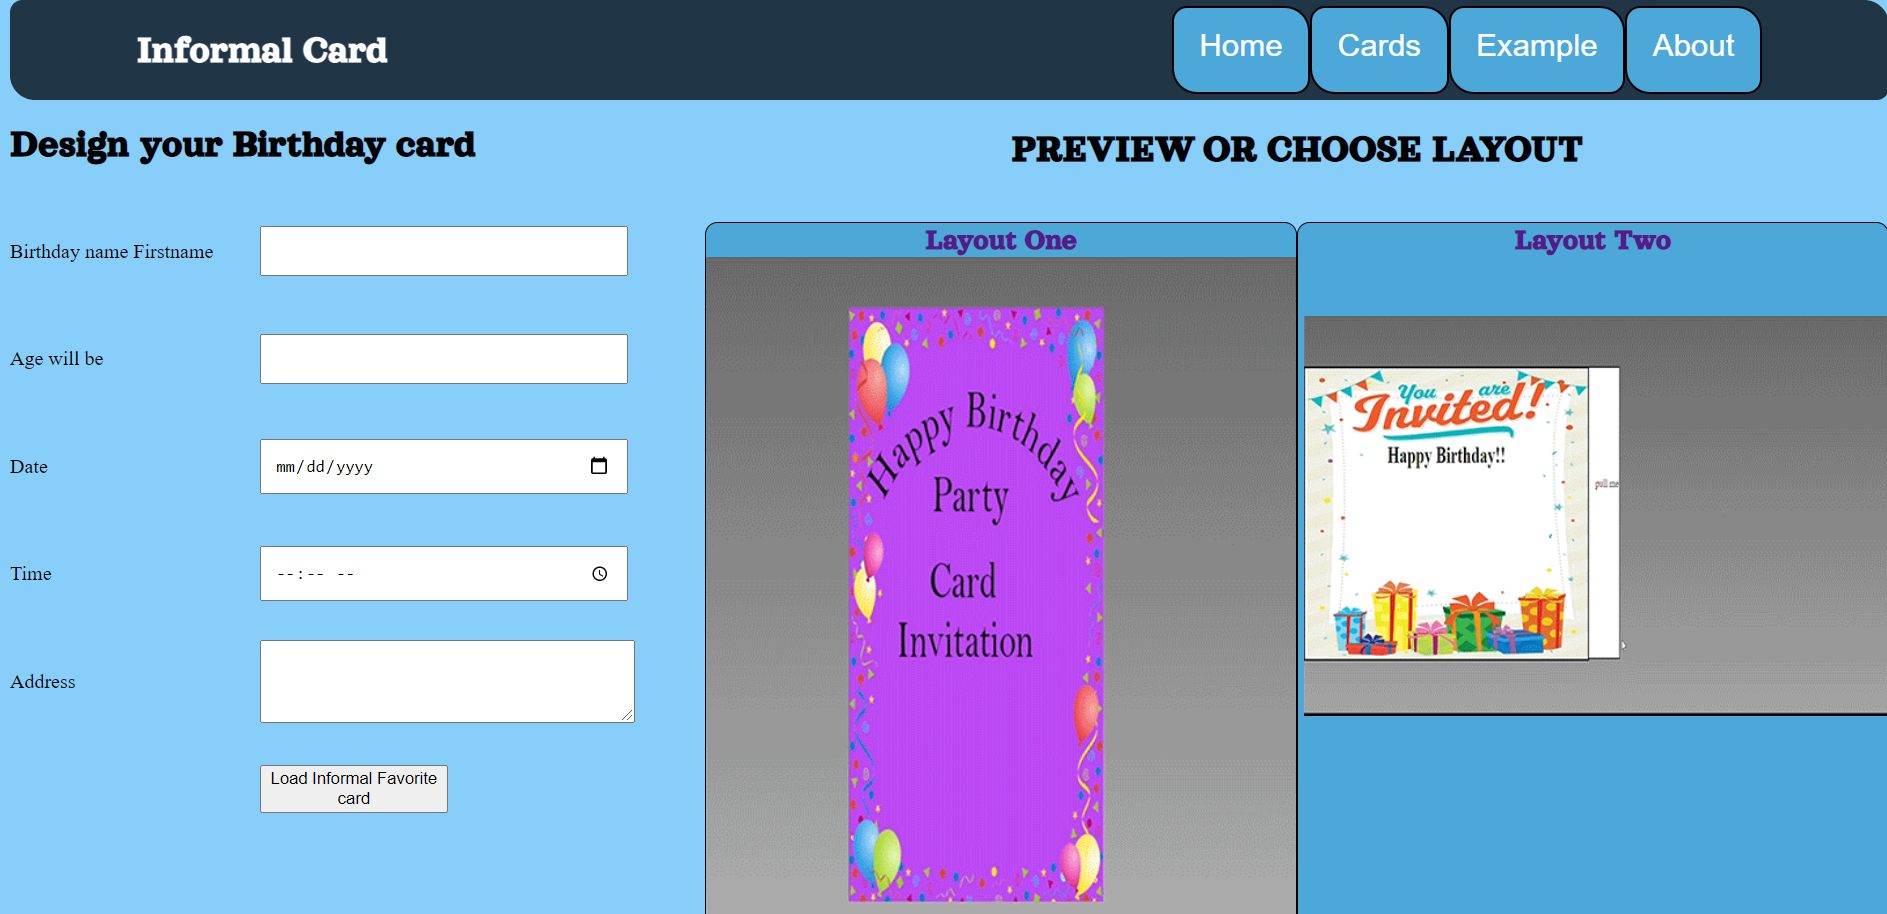 Informal Card
Home
Cards
Example
About
Design your Birthday card
PREVIEW OR CHOOSE LAYOUT
Birthday name Firstname
Age will be
Date
mm/dd/yyyy
Time
--:-- --
Address
Load Informal Favorite
card
Layout One
Happy Birthday
Party
Card
Invitation
Layout Two
You are
Invited!
Happy Birthday!!
pull me